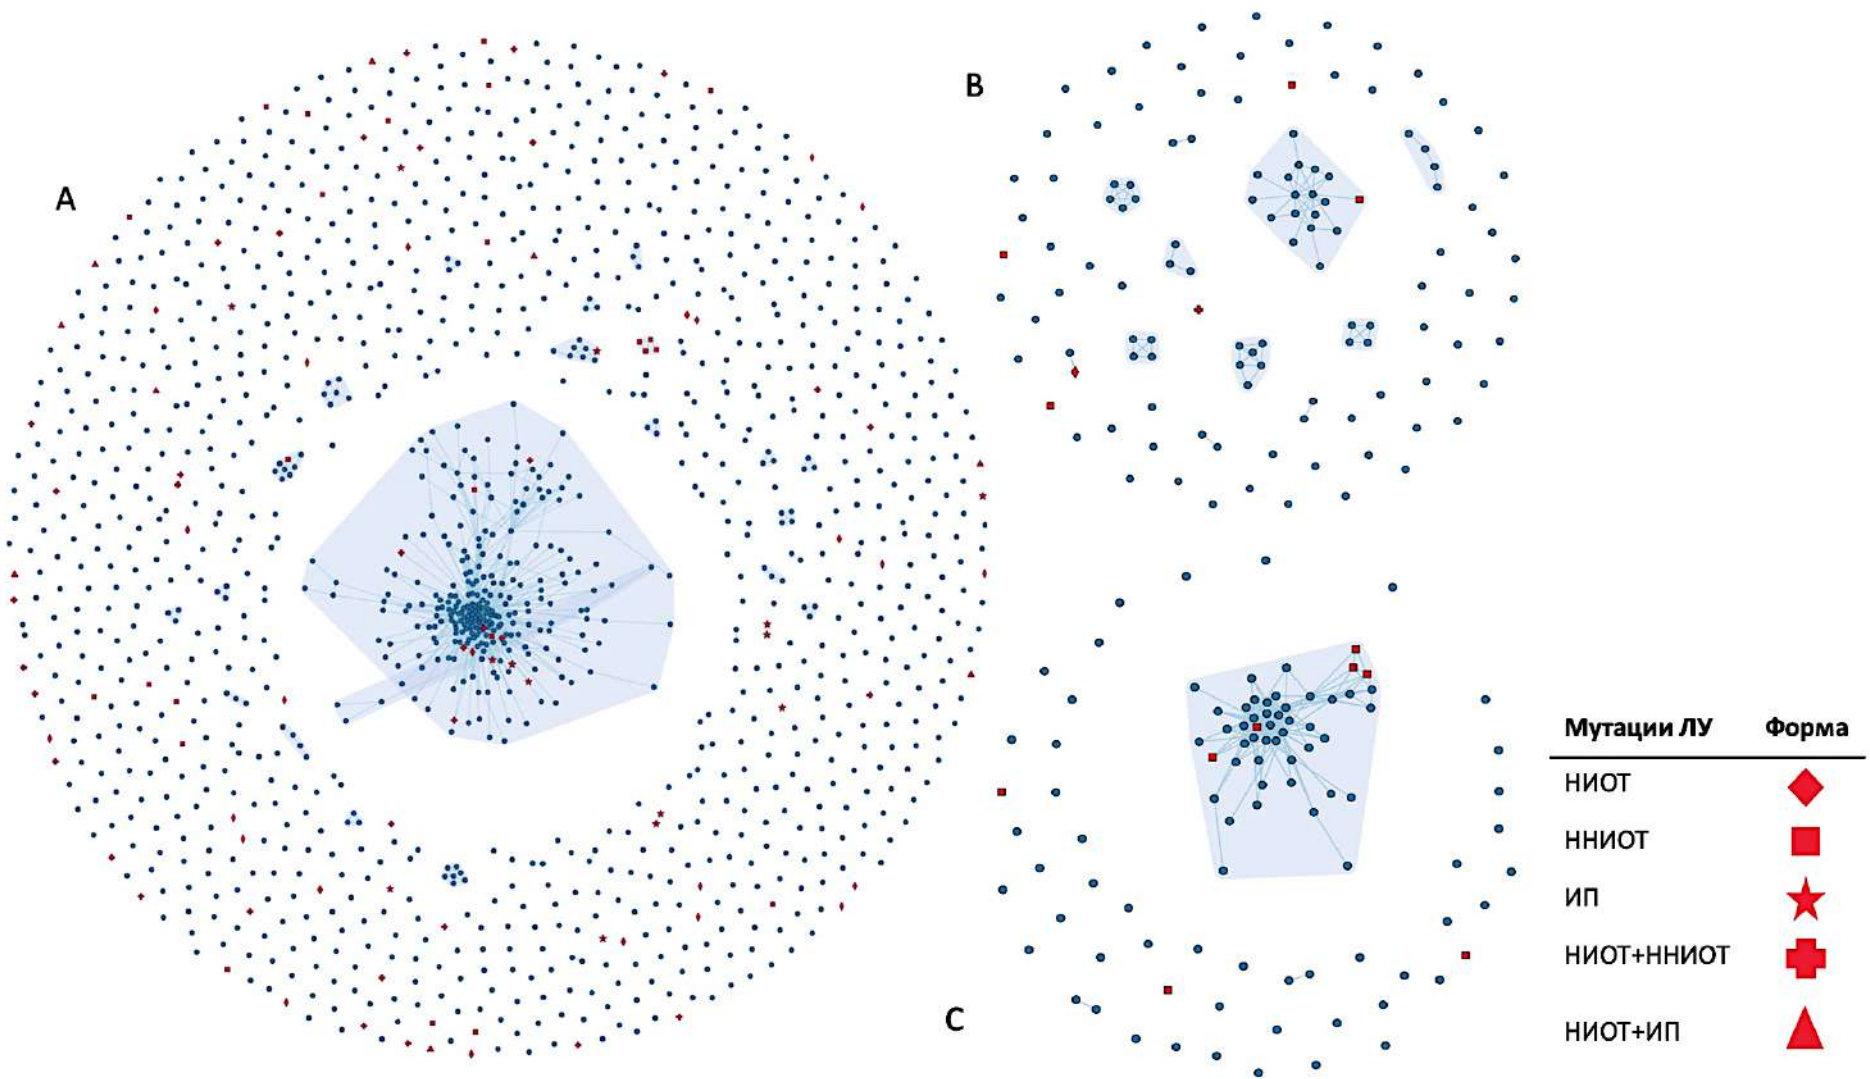 A
B
C
Мутации ЛУ Форма
НИОТ
ННИОТ
ИП
НИОТ+ННИОТ
НИОТ+ИП